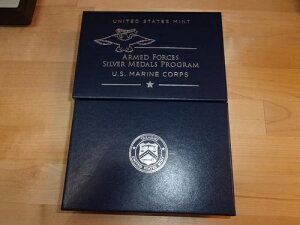 UNITED STATES MINT
ARMED FORCES
SILVER MEDALS PROGRAM
U.S. MARINE CORPS